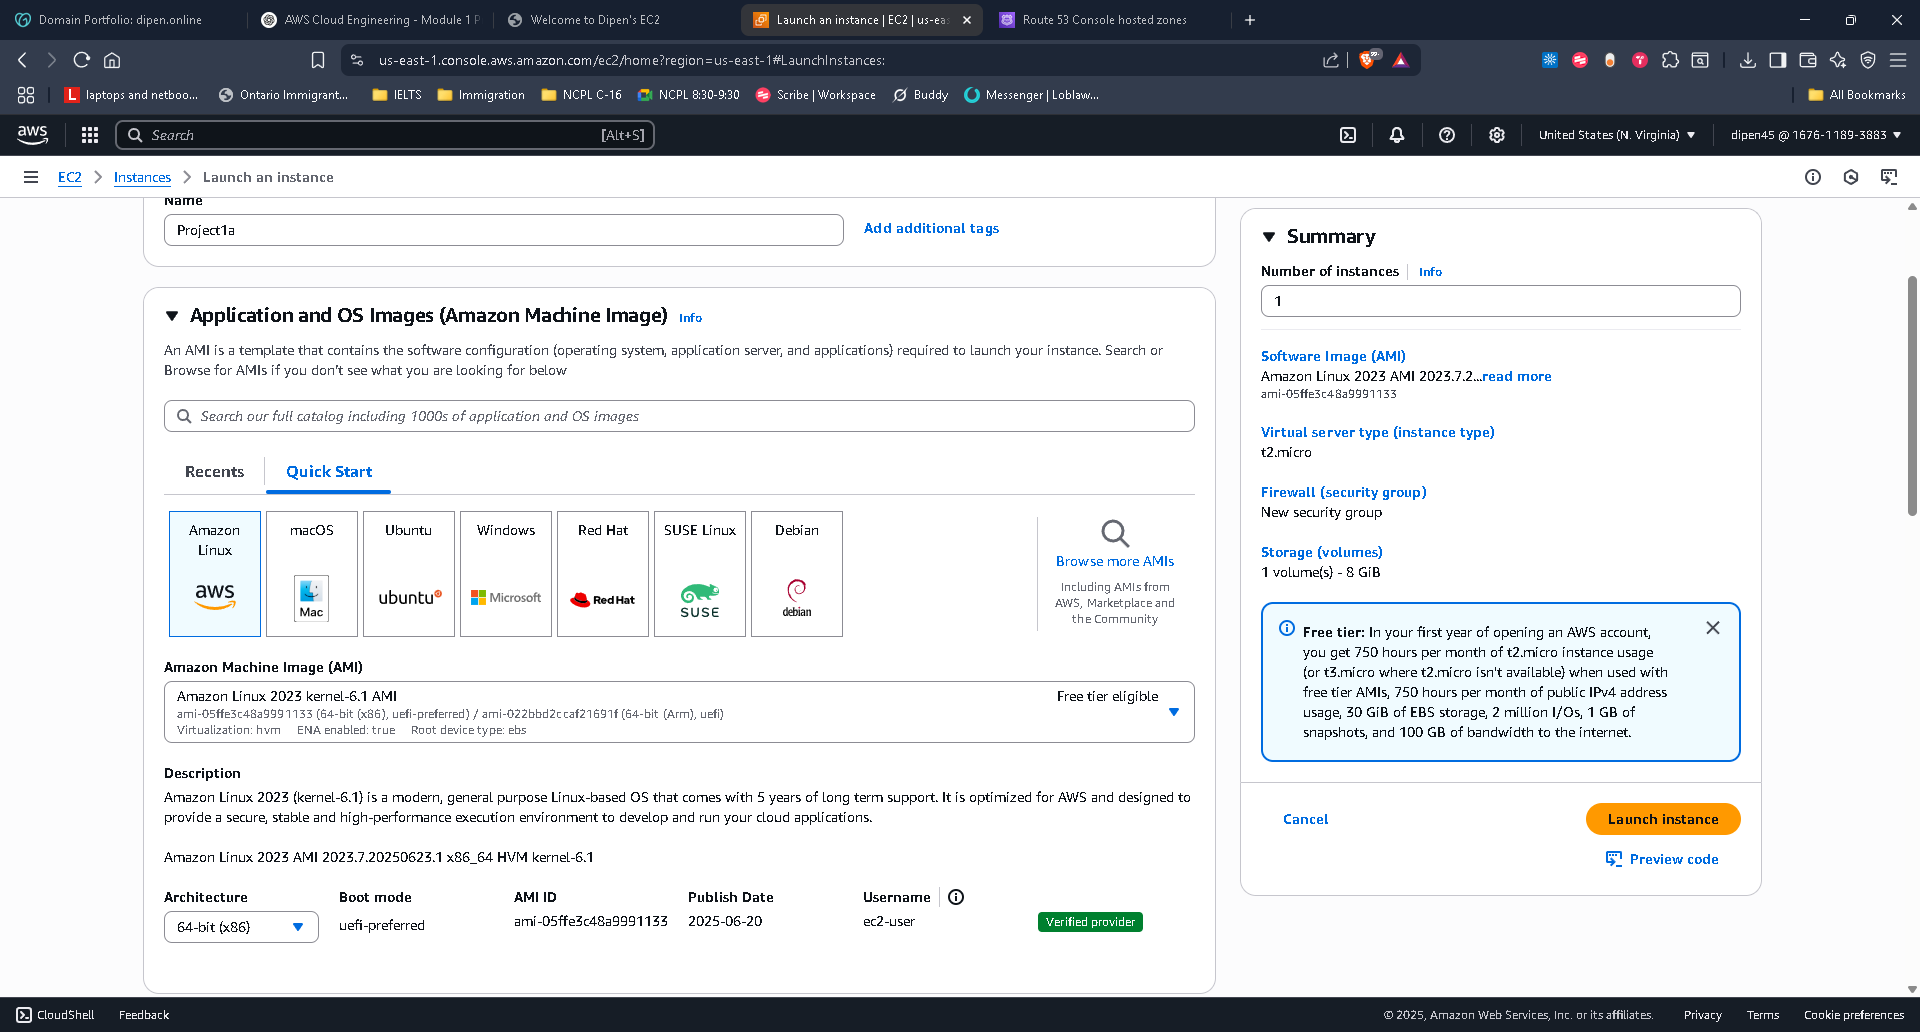 Domain Portfolio: dipen.online
AWS Cloud Engineering - Module 1 P
Welcome to Dipen's EC2
Launch an instance | EC2 | us-eas
Route 53 Console hosted zones
us-east-1.console.aws.amazon.com/ec2/home?region=us-east-1#LaunchInstances:
99+
laptops and netboo...
Ontario Immigrant...
IELTS
Immigration
NCPL C-16
NCPL 8:30-9:30
Scribe | Workspace
Buddy
Messenger | Loblaw...
All Bookmarks
aws
Search
[Alt+S]
United States (N. Virginia)
dipen45 @ 1676-1189-3883
EC2
Instances
Launch an instance
Name
Project1a
Add additional tags
Application and OS Images (Amazon Machine Image)
Info
An AMI is a template that contains the software configuration (operating system, application server, and applications) required to launch your instance. Search or
Browse for AMIs if you don't see what you are looking for below
Search our full catalog including 1000s of application and OS images
Recents
Quick Start
Amazon
Linux
aws
macOS
Mac
Ubuntu
ubuntu
Windows
Microsoft
Red Hat
Red Hat
SUSE Linux
SUSE
Debian
debian
Browse more AMIs
Including AMIs from
AWS, Marketplace and
the Community
Amazon Machine Image (AMI)
Amazon Linux 2023 kernel-6.1 AMI
Free tier eligible
ami-05ffe3c48a9991133 (64-bit (x86), uefi-preferred) / ami-022bbd2ccaf21691f (64-bit (Arm), uefi)
Virtualization: hvm ENA enabled: true Root device type: ebs
Description
Amazon Linux 2023 (kernel-6.1) is a modern, general purpose Linux-based OS that comes with 5 years of long term support. It is optimized for AWS and designed to
provide a secure, stable and high-performance execution environment to develop and run your cloud applications.
Amazon Linux 2023 AMI 2023.7.20250623.1 x86_64 HVM kernel-6.1
Architecture
64-bit (x86)
Boot mode
uefi-preferred
AMI ID
ami-05ffe3c48a9991133
Publish Date
2025-06-20
Username
ec2-user
Verified provider
Summary
Number of instances
Info
1
Software Image (AMI)
Amazon Linux 2023 AMI 2023.7.2...read more
ami-05ffe3c48a9991133
Virtual server type (instance type)
t2.micro
Firewall (security group)
New security group
Storage (volumes)
1 volume(s) - 8 GiB
Free tier: In your first year of opening an AWS account,
you get 750 hours per month of t2.micro instance usage
(or t3.micro where t2.micro isn't available) when used with
free tier AMIs, 750 hours per month of public IPv4 address
usage, 30 GiB of EBS storage, 2 million I/Os, 1 GB of
snapshots, and 100 GB of bandwidth to the internet.
Cancel
Launch instance
Preview code
CloudShell
Feedback
© 2025, Amazon Web Services, Inc. or its affiliates.
Privacy
Terms
Cookie preferences